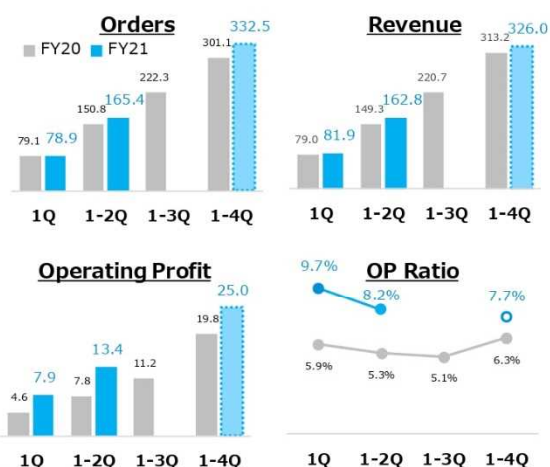 Orders
FY20 FY21
79.1 78.9 150.8 165.4 222.3 301.1 332.5
1Q 1-2Q 1-3Q 1-4Q
Revenue
79.0 81.9 149.3 162.8 220.7 313.2 326.0
1Q 1-2Q 1-3Q 1-4Q
Operating Profit
4.6 7.9 7.8 13.4 11.2 19.8 25.0
1Q 1-2Q 1-3Q 1-4Q
OP Ratio
9.7% 8.2% 7.7%
5.9% 5.3% 5.1% 6.3%
1Q 1-2Q 1-3Q 1-4Q